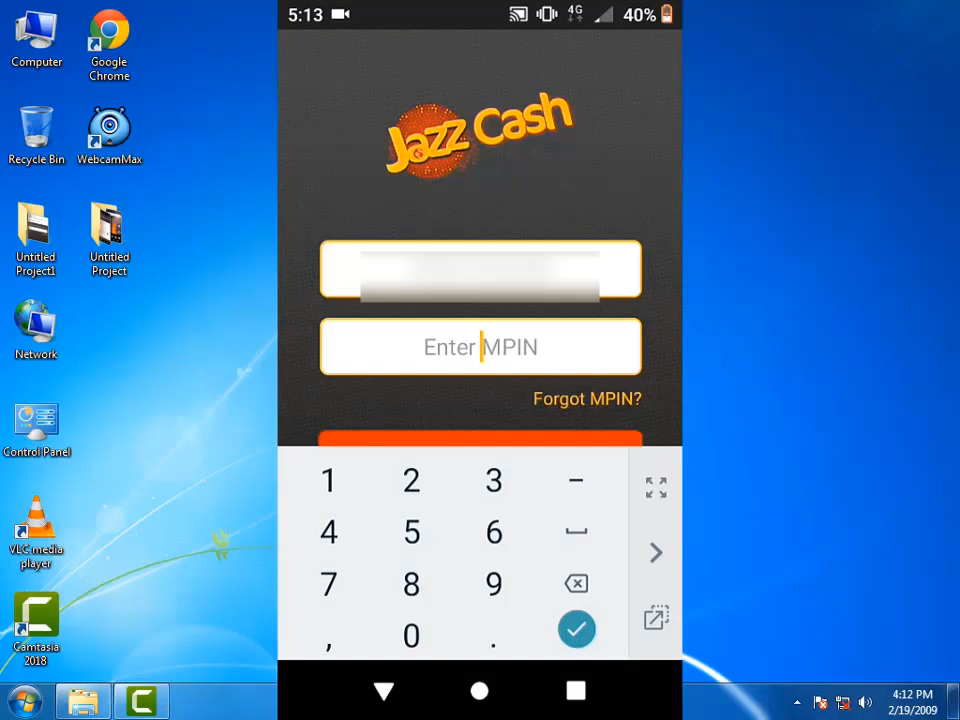 5:13
4G
40%
Computer
Google
Chrome
Recycle Bin
WebcamMax
Untitled
Project1
Untitled
Project
Network
Control Panel
VLC media
player
Camtasia
2018
Jazz Cash
Enter MPIN
Forgot MPIN?
1 2 3 –
4 5 6
7 8 9
, 0 .
4:12 PM
2/19/2009